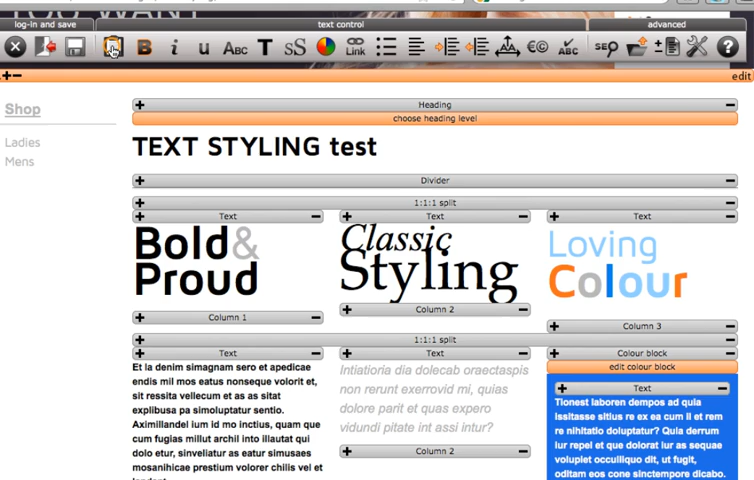 log-in and save
text control
advanced
B i u ABC T sS Link €© ABC SEO ?
edit
Shop
Ladies
Mens
Heading
choose heading level
TEXT STYLING test
Divider
1:1:1 split
Text
Text
Text
Bold&
Proud
Classic
Styling
Loving
Colour
Column 1
Column 2
Column 3
1:1:1 split
Text
Text
Colour block
edit colour block
Text
Et la denim simagnam sero et apedicae
endis mil mos eatus nonseque volorit et,
sit ressita vellecum et as as sitat
explibusa pa simoluptatur sentio.
Aximillandel ium id mo inctius, quam que
cum fugias millut archil into illautat qui
dolo etur, sinveliatur as eatur simusaes
mosanihicae prestium volorer chilis vel et
Intiatioria dia dolecab oraectaspis
non rerunt exerrovid mi, quias
dolore parit et quas expero
vundidi pitate int assi intur?
Column 2
Tionest laboren dempos ad quia
issitasse sitius re ex ea cum il et rem
re nihitatio doluptatur? Quia derrum
lur repel et que dolorat iur as sequae
voluplet occulliquo dit, ut fugit,
oditam eos conse sinctempore dolabo.